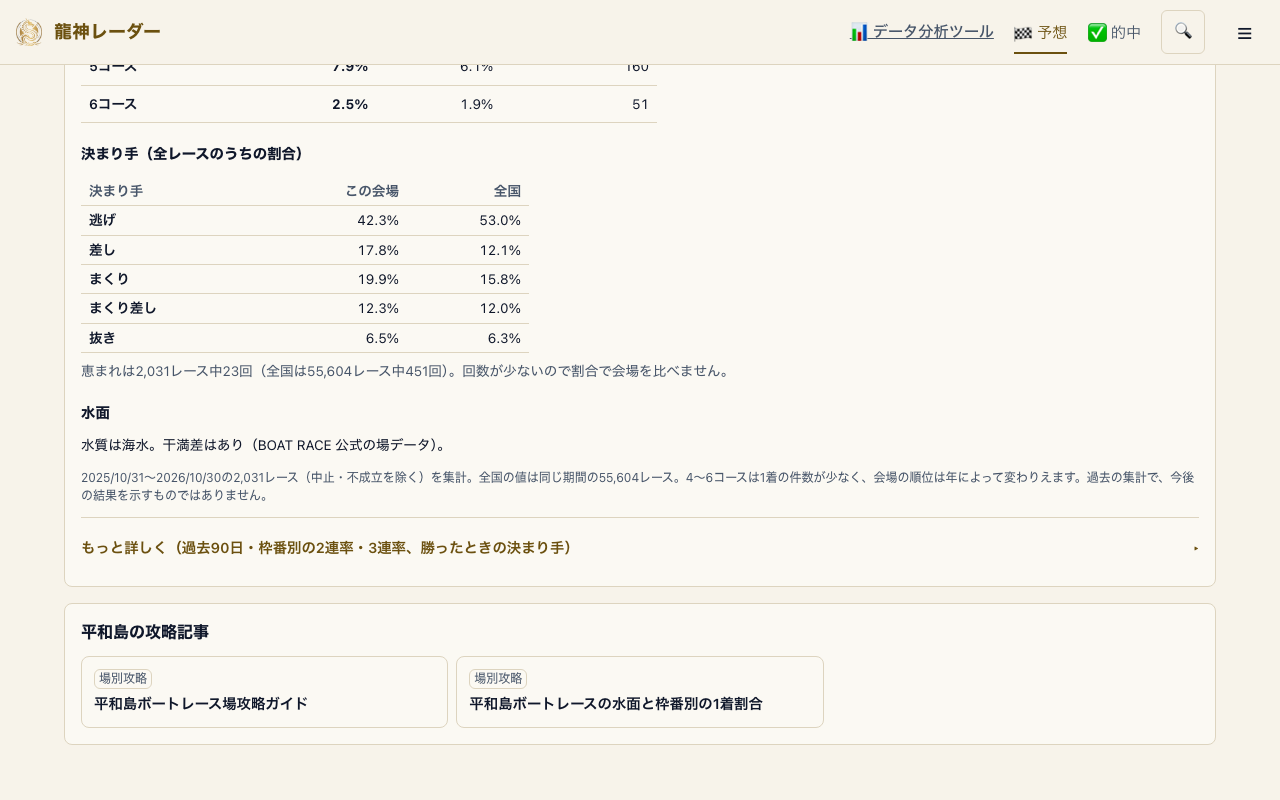 龍神レーダー
📊 データ分析ツール
🏁 予想
✅ 的中
🔍
≡
5コース 7.9% 6.1% 160
6コース 2.5% 1.9% 51
決まり手（全レースのうちの割合）
決まり手 この会場 全国
逃げ 42.3% 53.0%
差し 17.8% 12.1%
まくり 19.9% 15.8%
まくり差し 12.3% 12.0%
抜き 6.5% 6.3%
恵まれは2,031レース中23回（全国は55,604レース中451回）。回数が少ないので割合で会場を比べません。
水面
水質は海水。干満差はあり（BOAT RACE 公式の場データ）。
2025/10/31〜2026/10/30の2,031レース（中止・不成立を除く）を集計。全国の値は同じ期間の55,604レース。4〜6コースは1着の件数が少なく、会場の順位は年によって変わりえます。過去の集計で、今後
の結果を示すものではありません。
もっと詳しく（過去90日・枠番別の2連率・3連率、勝ったときの決まり手）
平和島の攻略記事
場別攻略
平和島ボートレース場攻略ガイド
場別攻略
平和島ボートレースの水面と枠番別の1着割合